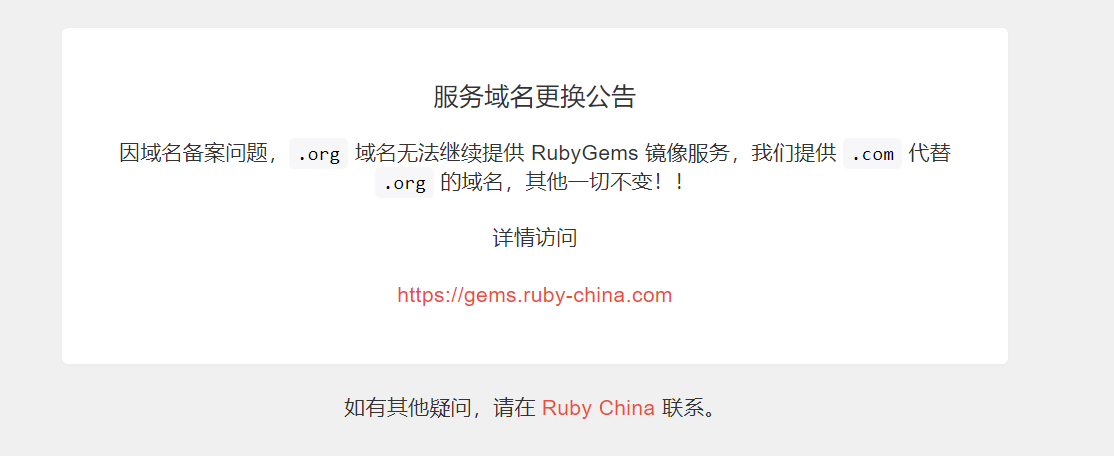 服务域名更换公告
因域名备案问题，.org 域名无法继续提供 RubyGems 镜像服务，我们提供 .com 代替
.org 的域名，其他一切不变！！
详情访问
https://gems.ruby-china.com
如有其他疑问，请在 Ruby China 联系。